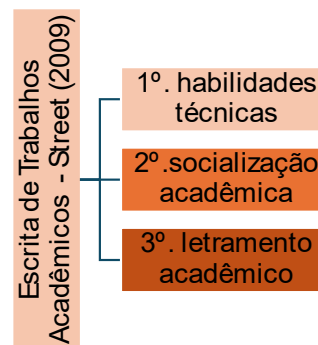 Escrita de Trabalhos
Acadêmicos - Street (2009)
1º. habilidades
técnicas
2º.socialização
acadêmica
3º. letramento
acadêmico